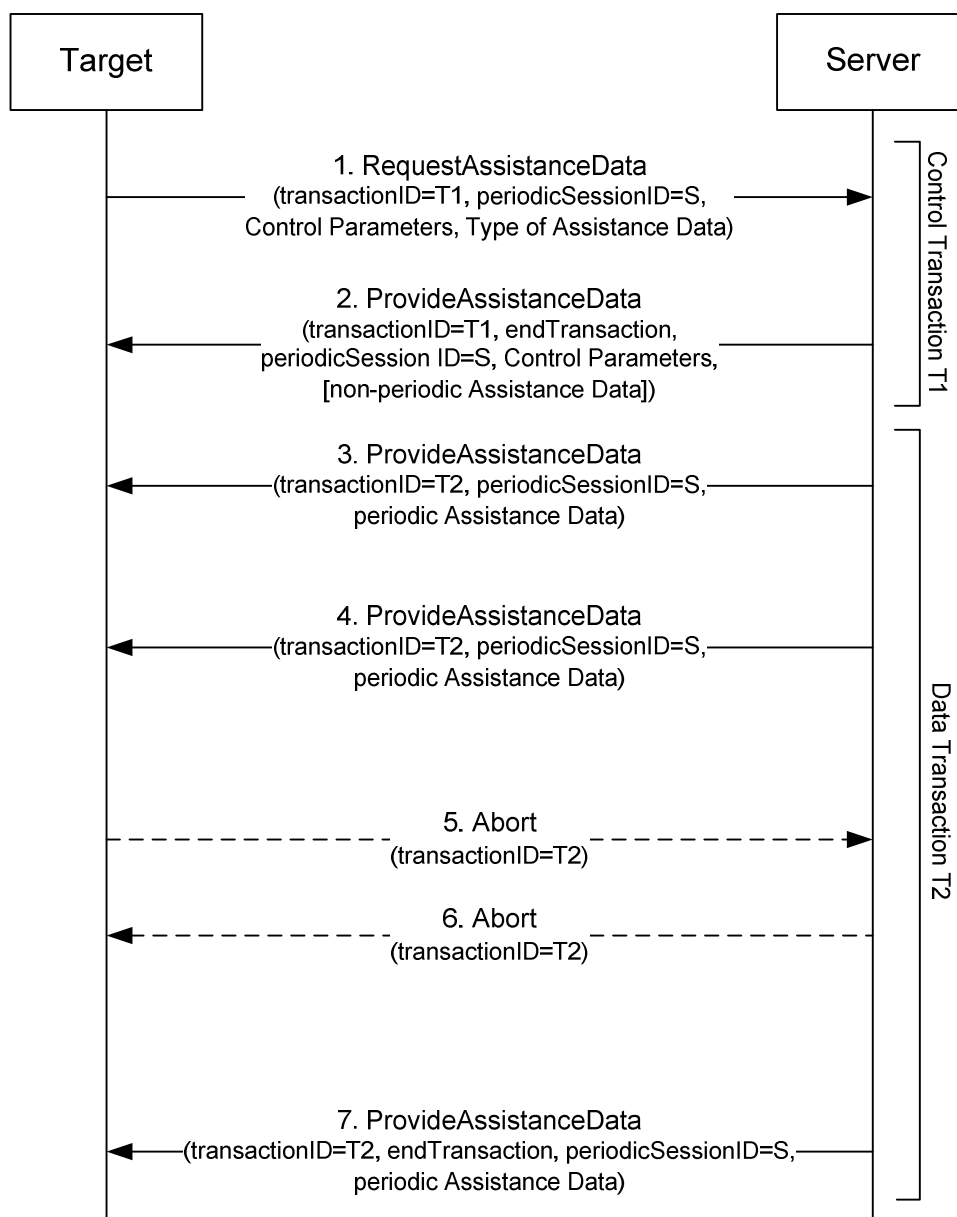 Target
Server
1. RequestAssistanceData
(transactionID=T1, periodicSessionID=S,
Control Parameters, Type of Assistance Data)
2. ProvideAssistanceData
(transactionID=T1, endTransaction,
periodicSession ID=S, Control Parameters,
[non-periodic Assistance Data])
Control Transaction T1
3. ProvideAssistanceData
(transactionID=T2, periodicSessionID=S,
periodic Assistance Data)
4. ProvideAssistanceData
(transactionID=T2, periodicSessionID=S,
periodic Assistance Data)
5. Abort
(transactionID=T2)
6. Abort
(transactionID=T2)
7. ProvideAssistanceData
(transactionID=T2, endTransaction, periodicSessionID=S,
periodic Assistance Data)
Data Transaction T2